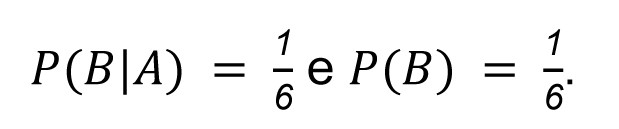 P(B|A) = 1/6 e P(B) = 1/6.